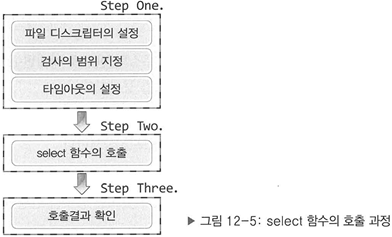 Step One.
파일 디스크립터의 설정
검사의 범위 지정
타임아웃의 설정
Step Two.
select 함수의 호출
Step Three.
호출결과 확인
▶ 그림 12-5: select 함수의 호출 과정